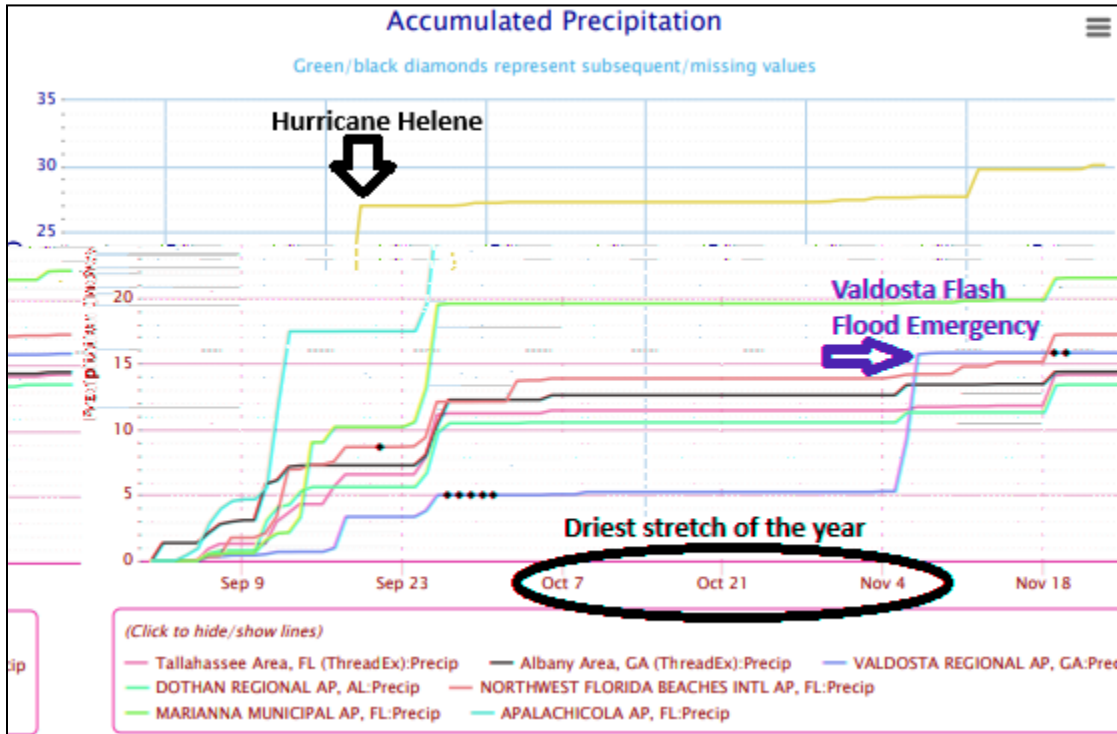 Accumulated Precipitation
Green/black diamonds represent subsequent/missing values
35
Hurricane Helene
30
25
20
Valdosta Flash
Flood Emergency
15
10
5
Driest stretch of the year
0
Sep 9 Sep 23 Oct 7 Oct 21 Nov 4 Nov 18
(Click to hide/show lines)
cip Tallahassee Area, FL (ThreadEx):Precip Albany Area, GA (ThreadEx):Precip VALDOSTA REGIONAL AP, GA:Prec
DOTHAN REGIONAL AP, AL:Precip NORTHWEST FLORIDA BEACHES INTL AP, FL:Precip
MARIANNA MUNICIPAL AP, FL:Precip APALACHICOLA AP, FL:Precip